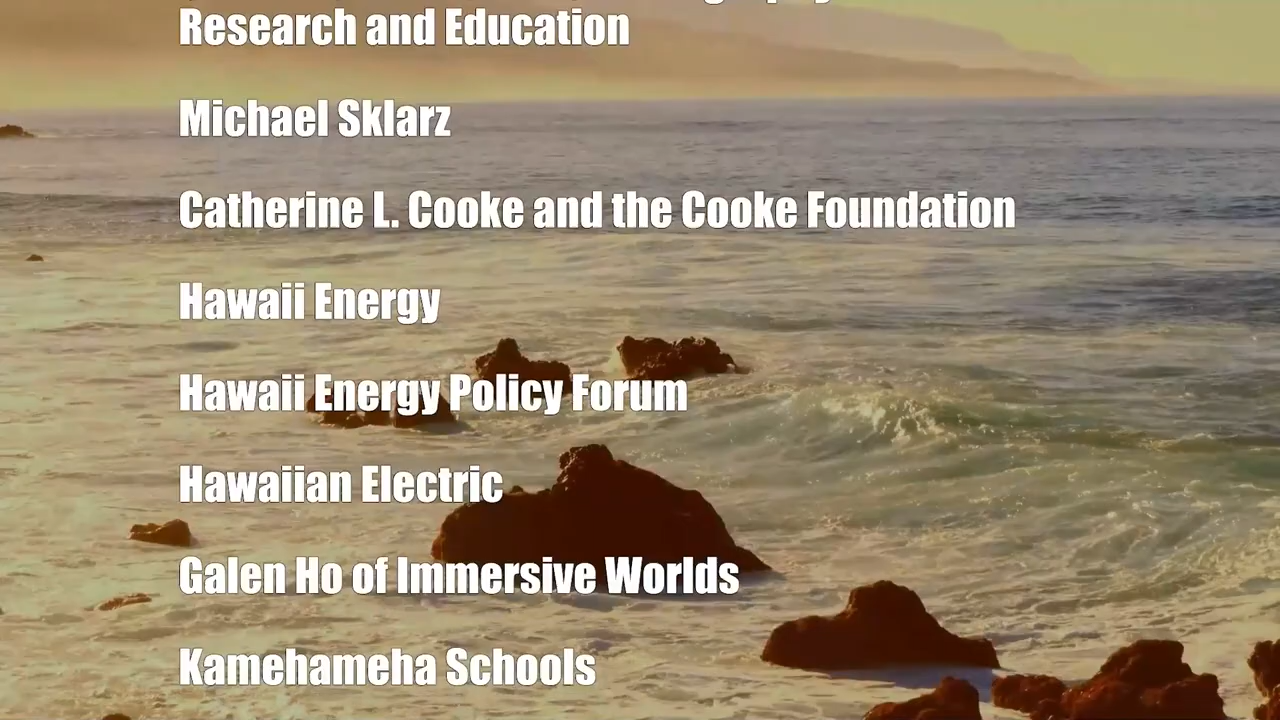 Research and Education
Michael Sklarz
Catherine L. Cooke and the Cooke Foundation
Hawaii Energy
Hawaii Energy Policy Forum
Hawaiian Electric
Galen Ho of Immersive Worlds
Kamehameha Schools